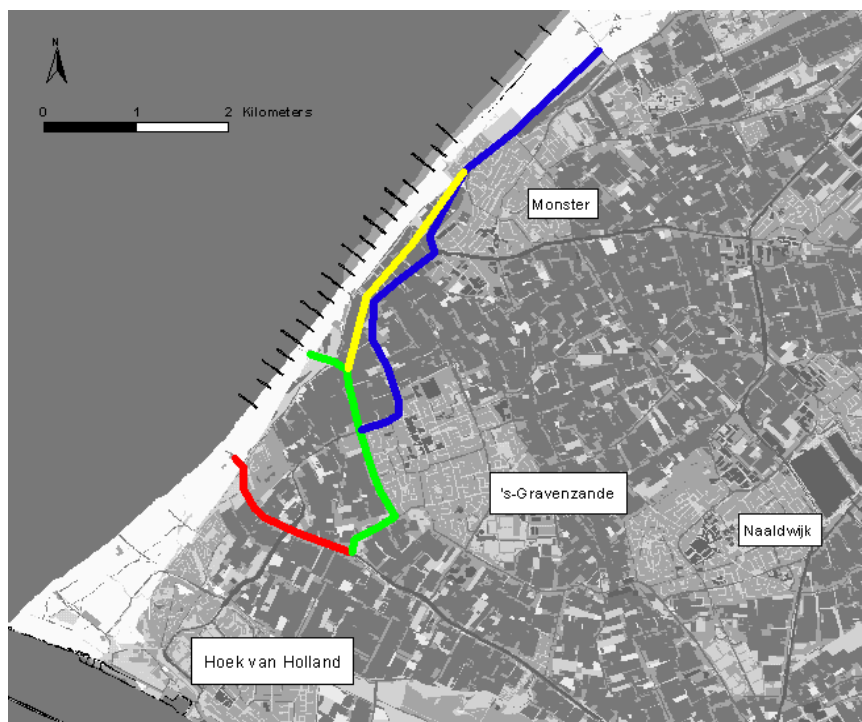 N
0 1 2 Kilometers
Monster
's-Gravenzande
Naaldwijk
Hoek van Holland